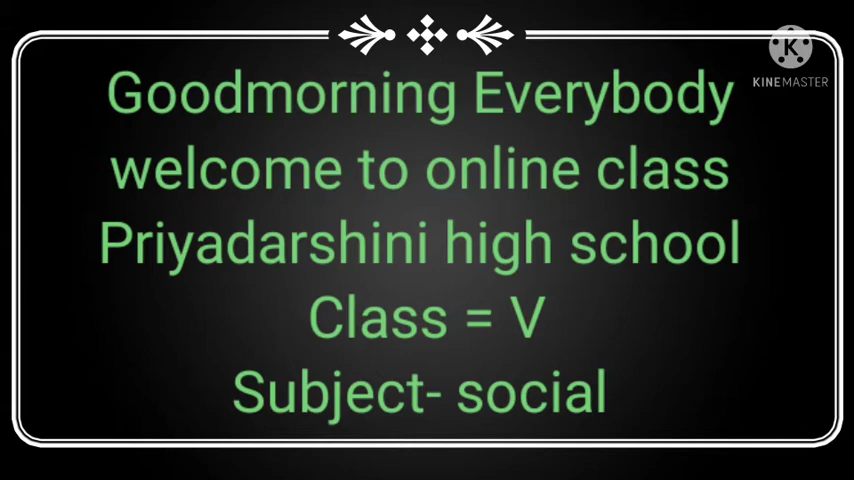 Goodmorning Everybody
welcome to online class
Priyadarshini high school
Class = V
Subject- social
K
KINEMASTER